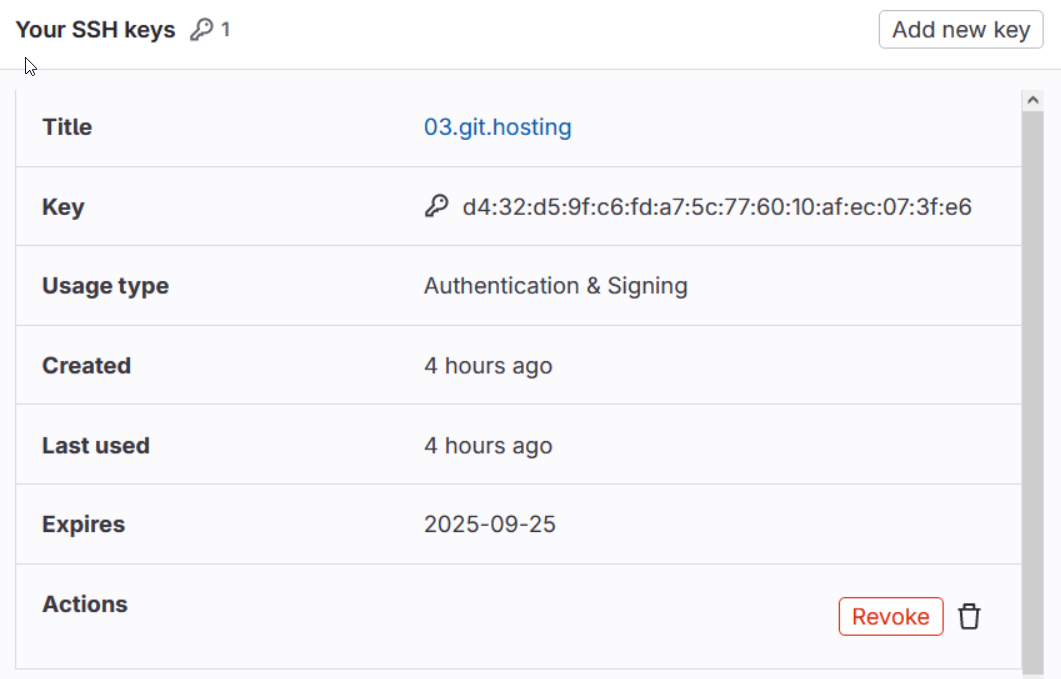 Your SSH keys 1 Add new key
Title 03.git.hosting
Key d4:32:d5:9f:c6:fd:a7:5c:77:60:10:af:ec:07:3f:e6
Usage type Authentication & Signing
Created 4 hours ago
Last used 4 hours ago
Expires 2025-09-25
Actions Revoke